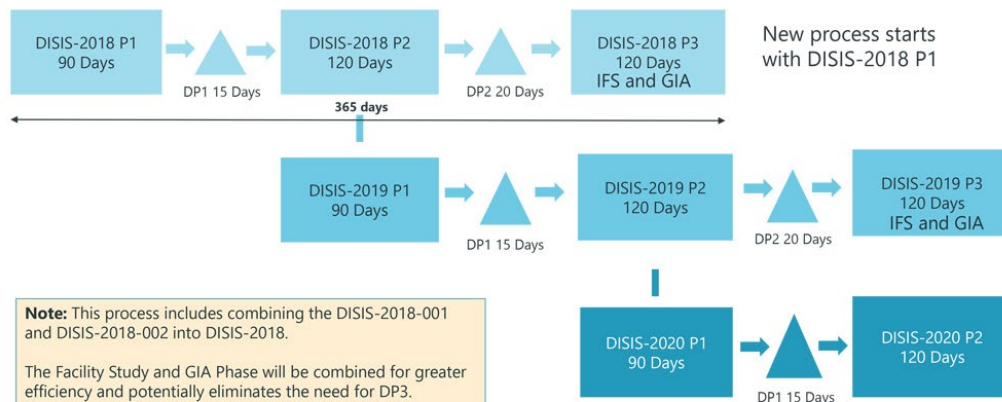 DISIS-2018 P1
90 Days
DP1 15 Days
DISIS-2018 P2
120 Days
DP2 20 Days
DISIS-2018 P3
120 Days
IFS and GIA
New process starts
with DISIS-2018 P1
365 days
DISIS-2019 P1
90 Days
DP1 15 Days
DISIS-2019 P2
120 Days
DP2 20 Days
DISIS-2019 P3
120 Days
IFS and GIA
Note: This process includes combining the DISIS-2018-001
and DISIS-2018-002 into DISIS-2018.
The Facility Study and GIA Phase will be combined for greater
efficiency and potentially eliminates the need for DP3.
DISIS-2020 P1
90 Days
DP1 15 Days
DISIS-2020 P2
120 Days